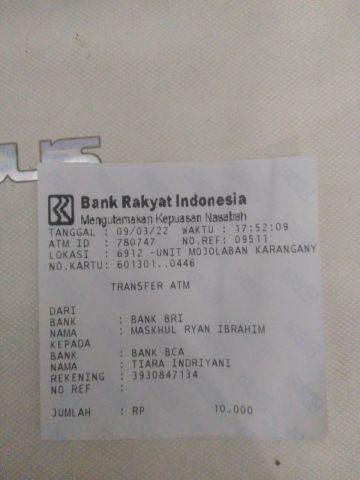 Bank Rakyat Indonesia
Mengutamakan Kepuasan Nasabah
TANGGAL : 09/03/22 WAKTU : 17:52:09
ATM ID : 780747 NO.REF: 09511
LOKASI : 6912 -UNIT MOJOLABAN KARANGANY
NO.KARTU: 601301..0446
TRANSFER ATM
DARI
BANK : BANK BRI
NAMA : MASKHUL RYAN IBRAHIM
KEPADA
BANK : BANK BCA
NAMA : TIARA INDRIYANI
REKENING : 3930847134
NO REF :
JUMLAH : RP 10.000